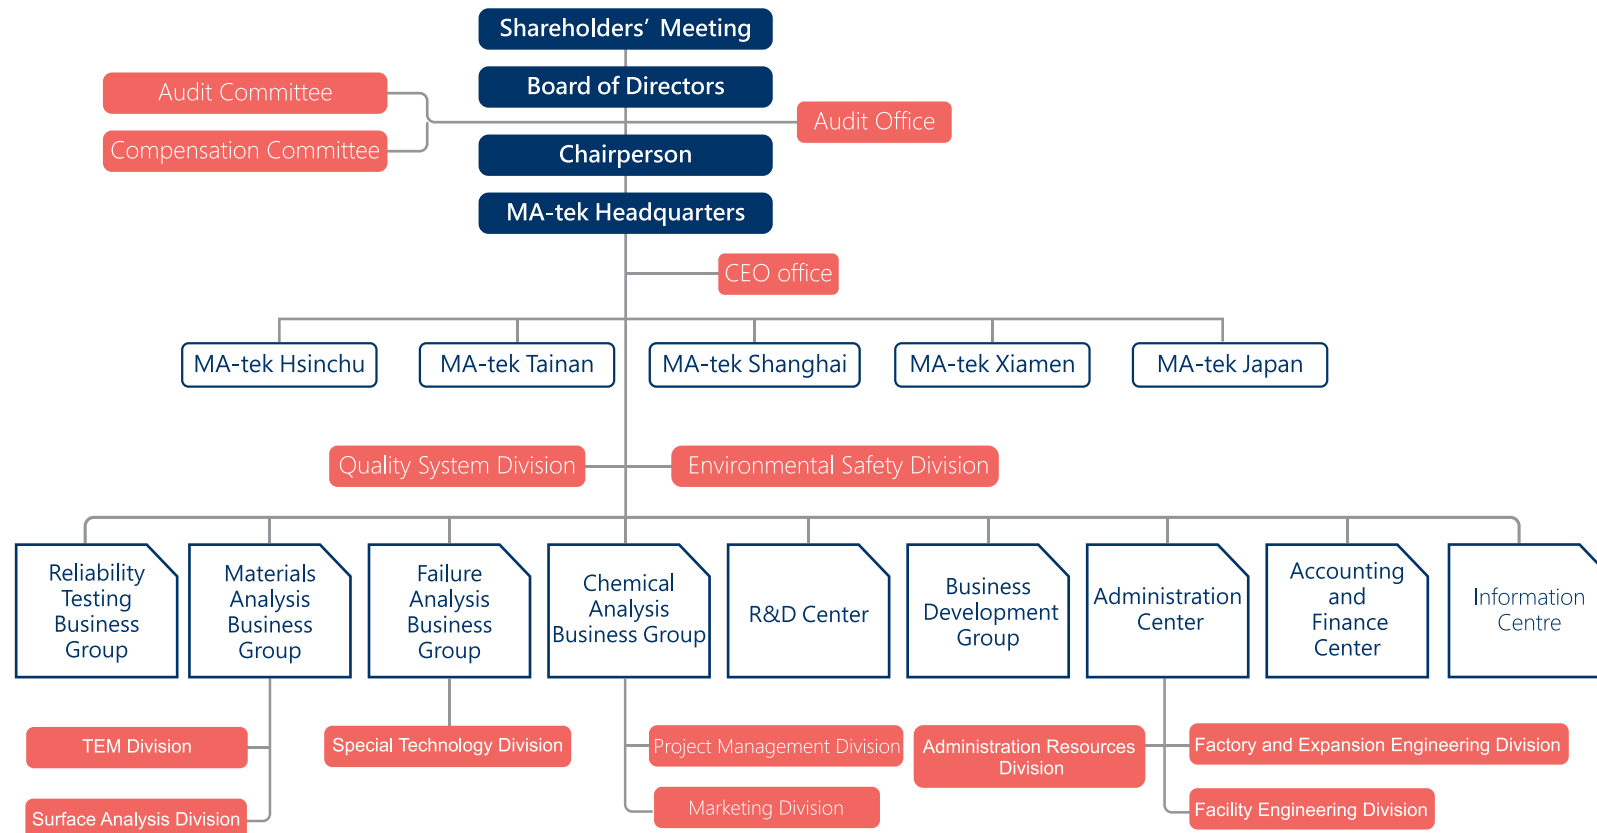 Shareholders’ Meeting
Board of Directors
Audit Committee
Audit Office
Compensation Committee
Chairperson
MA-tek Headquarters
CEO office
MA-tek Hsinchu
MA-tek Tainan
MA-tek Shanghai
MA-tek Xiamen
MA-tek Japan
Quality System Division
Environmental Safety Division
Reliability
Testing
Business
Group
Materials
Analysis
Business
Group
Failure
Analysis
Business
Group
Chemical
Analysis
Business Group
R&D Center
Business
Development
Group
Administration
Center
Accounting
and
Finance
Center
Information
Centre
TEM Division
Surface Analysis Division
Special Technology Division
Project Management Division
Marketing Division
Administration Resources
Division
Factory and Expansion Engineering Division
Facility Engineering Division